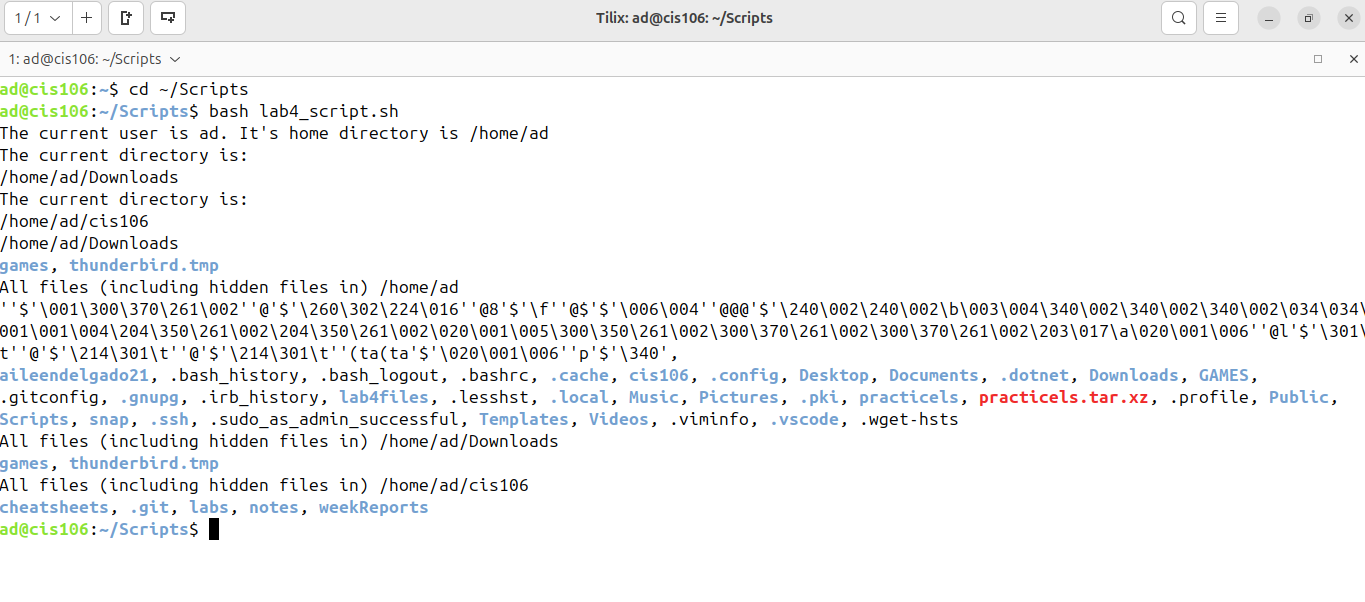 1 / 1
Tilix: ad@cis106: ~/Scripts
1: ad@cis106: ~/Scripts
ad@cis106:~$ cd ~/Scripts
ad@cis106:~/Scripts$ bash lab4_script.sh
The current user is ad. It's home directory is /home/ad
The current directory is:
/home/ad/Downloads
The current directory is:
/home/ad/cis106
/home/ad/Downloads
games, thunderbird.tmp
All files (including hidden files in) /home/ad
''$'\001\300\370\261\002''@'$'\260\302\224\016''@8'$'\f''@$'$'\006\004''@@@'$'\240\002\240\002\b\003\004\340\002\340\002\340\002\034\034\
001\001\004\204\350\261\002\204\350\261\002\020\001\005\300\350\261\002\300\370\261\002\300\370\261\002\203\017\a\020\001\006''@l'$'\301\
t''@'$'\214\301\t''@'$'\214\301\t''(ta(ta'$'\020\001\006''p'$'\340',
aileendelgado21, .bash_history, .bash_logout, .bashrc, .cache, cis106, .config, Desktop, Documents, .dotnet, Downloads, GAMES,
.gitconfig, .gnupg, .irb_history, lab4files, .lesshst, .local, Music, Pictures, .pki, practicels, practicels.tar.xz, .profile, Public,
Scripts, snap, .ssh, .sudo_as_admin_successful, Templates, Videos, .viminfo, .vscode, .wget-hsts
All files (including hidden files in) /home/ad/Downloads
games, thunderbird.tmp
All files (including hidden files in) /home/ad/cis106
cheatsheets, .git, labs, notes, weekReports
ad@cis106:~/Scripts$